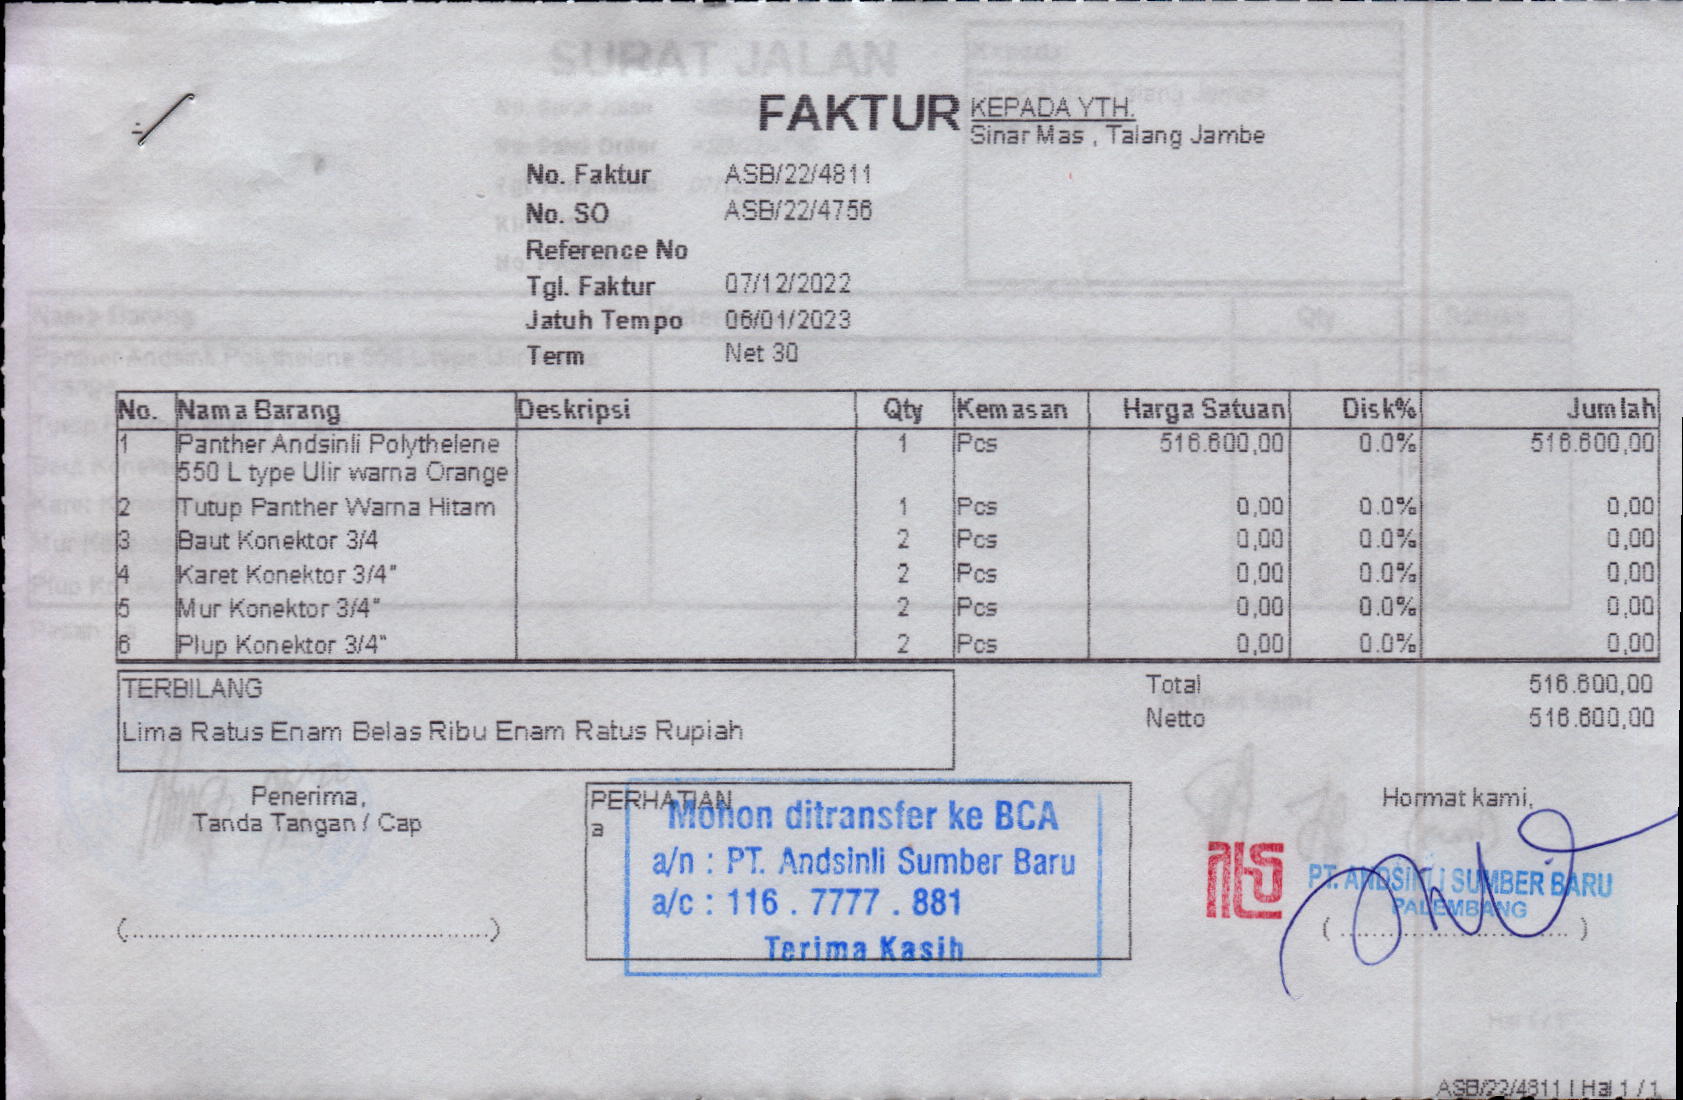 FAKTUR
KEPADA YTH.
Sinar Mas , Talang Jambe
No. Faktur ASB/22/4811
No. SO ASB/22/4756
Reference No
Tgl. Faktur 07/12/2022
Jatuh Tempo 06/01/2023
Term Net 30
No. Nama Barang Deskripsi Qty Kemasan Harga Satuan Disk% Jumlah
1 Panther Andsinli Polythelene 1 Pcs 516.600,00 0.0% 516.600,00
550 L type Ulir warna Orange
2 Tutup Panther Warna Hitam 1 Pcs 0,00 0.0% 0,00
3 Baut Konektor 3/4 2 Pcs 0,00 0.0% 0,00
4 Karet Konektor 3/4" 2 Pcs 0,00 0.0% 0,00
5 Mur Konektor 3/4" 2 Pcs 0,00 0.0% 0,00
6 Plup Konektor 3/4" 2 Pcs 0,00 0.0% 0,00
TERBILANG
Lima Ratus Enam Belas Ribu Enam Ratus Rupiah
Total 516.600,00
Netto 516.600,00
Penerima,
Tanda Tangan / Cap
(................................................)
PERHATIAN
a
Mohon ditransfer ke BCA
a/n : PT. Andsinli Sumber Baru
a/c : 116 . 7777 . 881
Terima Kasih
Hormat kami,
PT. ANDSINLI SUMBER BARU
PALEMBANG
(..............................)
ASB/22/4811 | Hal 1 / 1
SURAT JALAN